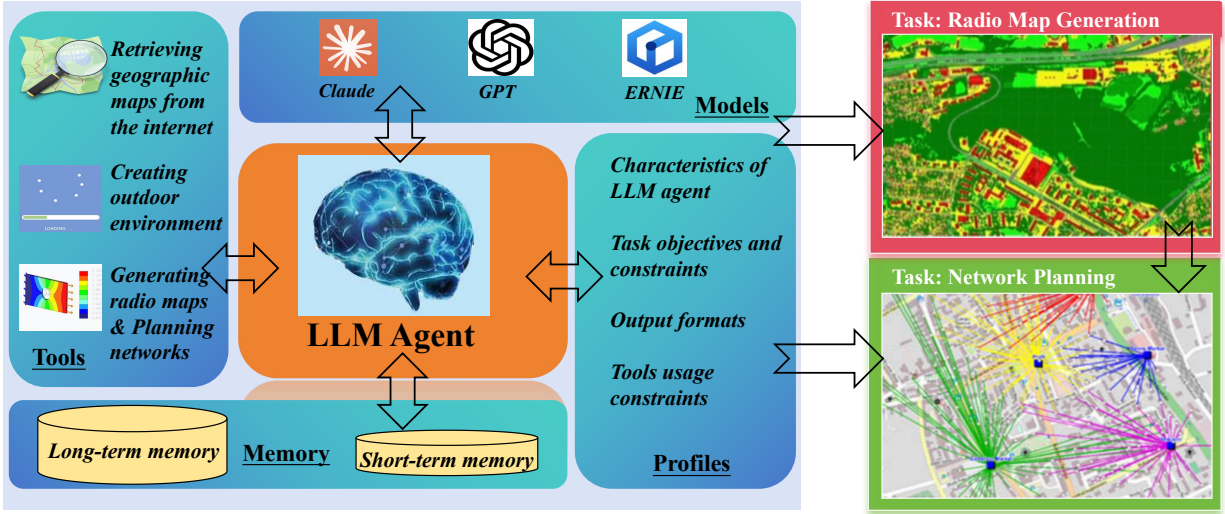 Retrieving
geographic
maps from
the internet
Creating
outdoor
environment
LOADING
Generating
radio maps
& Planning
networks
Tools
Claude
GPT
ERNIE
Models
LLM Agent
Characteristics of
LLM agent
Task objectives and
constraints
Output formats
Tools usage
constraints
Profiles
Long-term memory
Memory
Short-term memory
Task: Radio Map Generation
Task: Network Planning